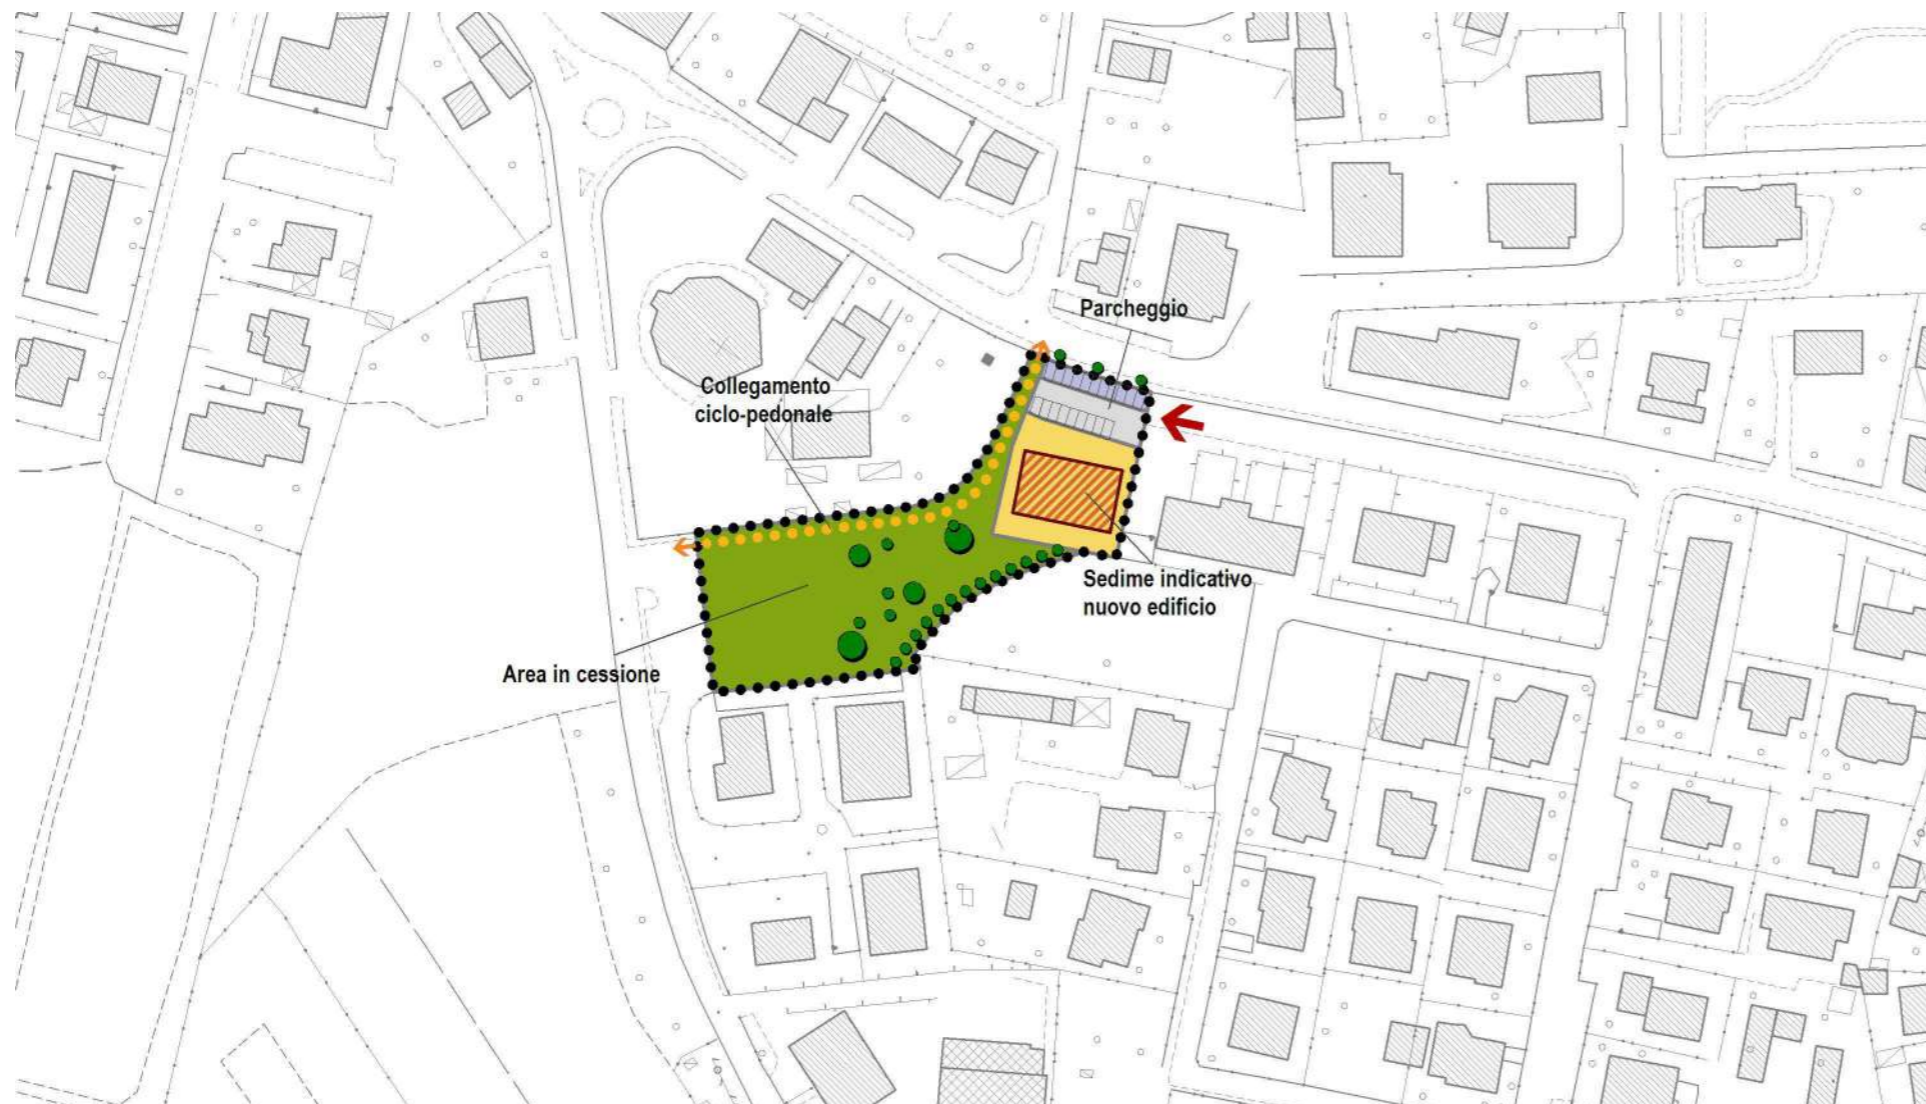 Parcheggio
Collegamento
ciclo-pedonale
Sedime indicativo
nuovo edificio
Area in cessione